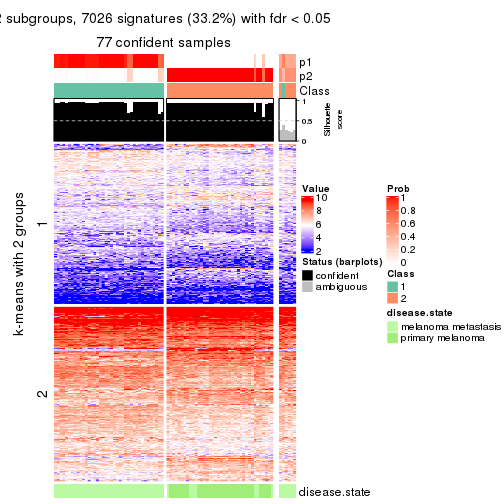 2 subgroups, 7026 signatures (33.2%) with fdr < 0.05
77 confident samples
p1
p2
Class
1
0.5
0
Silhouette
score
k-means with 2 groups
1
2
Value
10
8
6
4
2
Status (barplots)
confident
ambiguous
Prob
1
0.8
0.6
0.4
0.2
0
Class
1
2
disease.state
melanoma metastasis
primary melanoma
disease.state